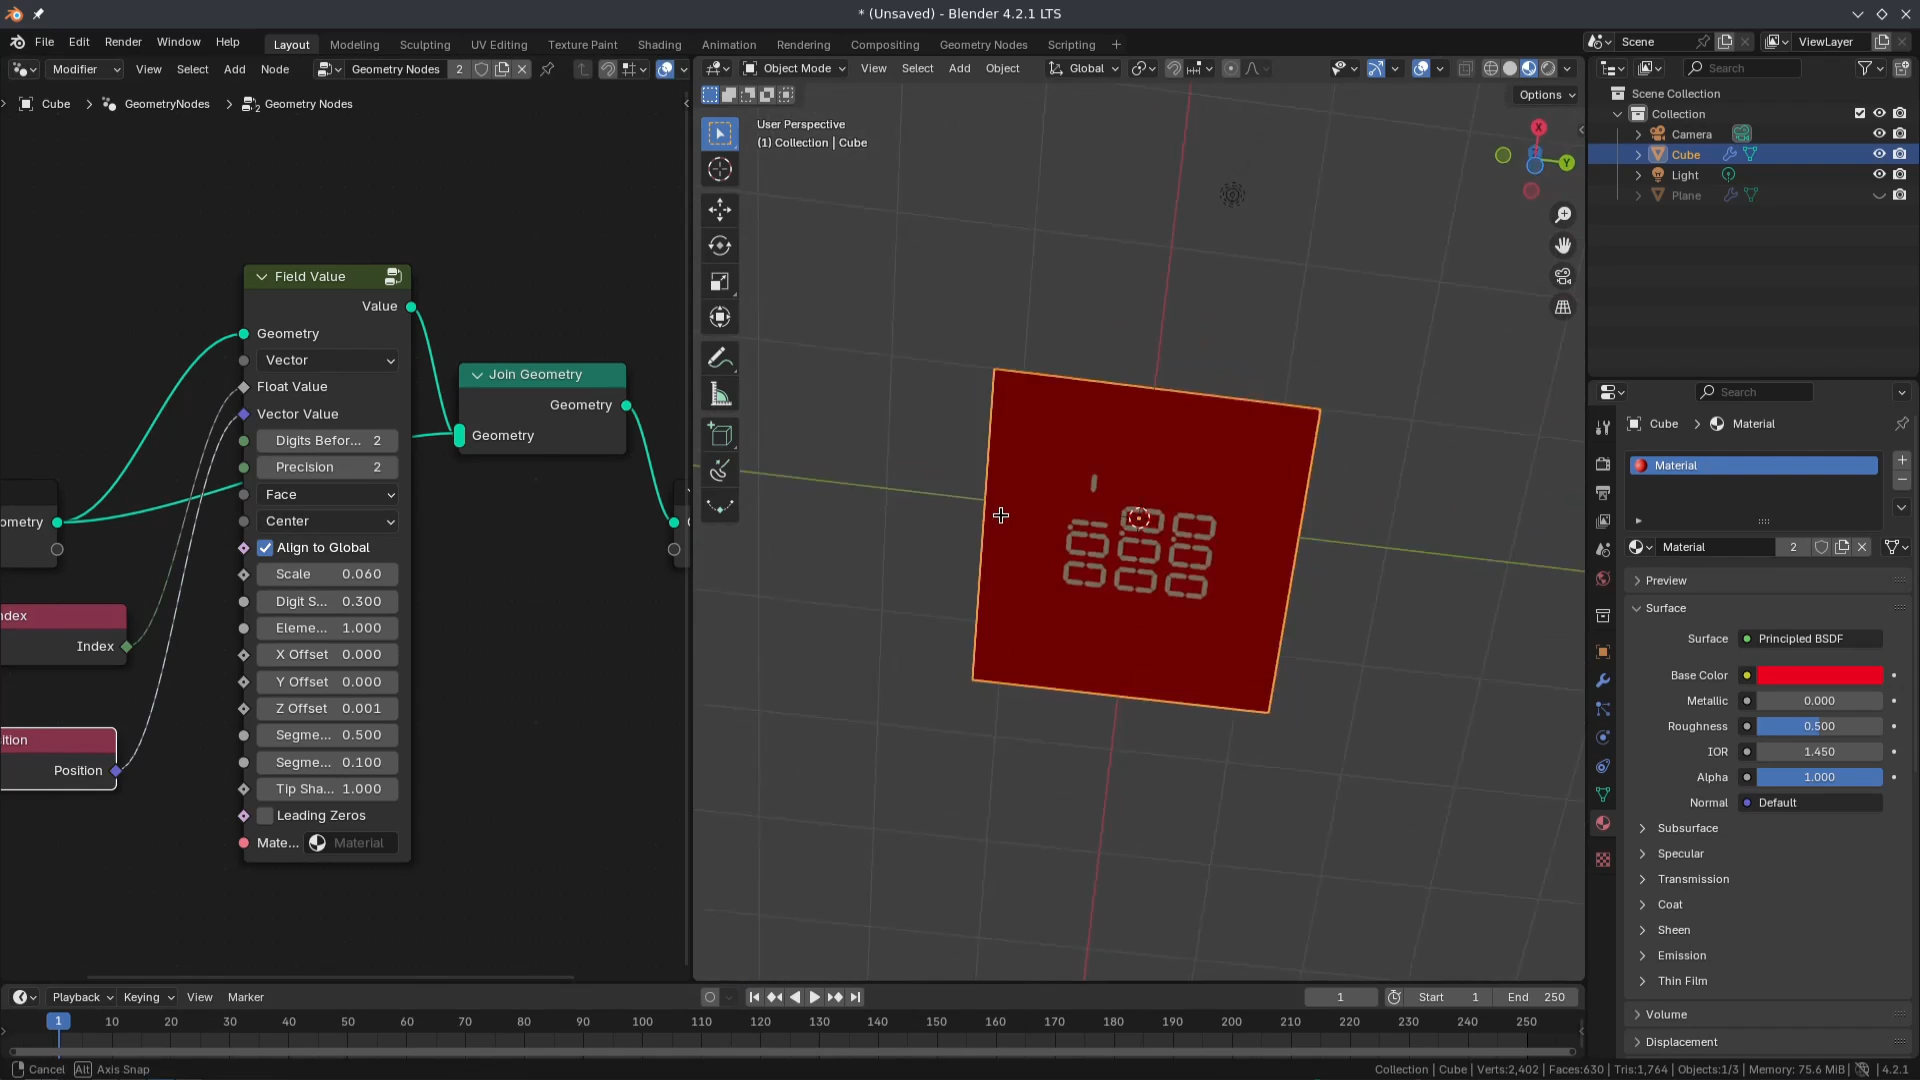 * (Unsaved) - Blender 4.2.1 LTS
File Edit Render Window Help Layout Modeling Sculpting UV Editing Texture Paint Shading Animation Rendering Compositing Geometry Nodes Scripting + Scene ViewLayer
Modifier View Select Add Node Geometry Nodes 2 Object Mode View Select Add Object Global Search
Options
Cube > GeometryNodes > Geometry Nodes
2
User Perspective
(1) Collection | Cube
X
Y
Scene Collection
Collection
Camera
Cube
Light
Plane
Field Value
Value
Geometry
Vector
Float Value
Vector Value
Digits Befor... 2
Precision 2
Face
Center
Align to Global
Scale 0.060
Digit S... 0.300
Eleme... 1.000
X Offset 0.000
Y Offset 0.000
Z Offset 0.001
Segme... 0.500
Segme... 0.100
Tip Sha... 1.000
Leading Zeros
Mate... Material
Join Geometry
Geometry
Geometry
ometry
ndex
Index
ition
Position
Search
Cube > Material
Material
Material 2
Preview
Surface
Surface Principled BSDF
Base Color
Metallic 0.000
Roughness 0.500
IOR 1.450
Alpha 1.000
Normal Default
Subsurface
Specular
Transmission
Coat
Sheen
Emission
Thin Film
Volume
Displacement
Playback Keying View Marker 1 Start 1 End 250
1 10 20 30 40 50 60 70 80 90 100 110 120 130 140 150 160 170 180 190 200 210 220 230 240 250
Cancel Alt Axis Snap Collection | Cube | Verts:2,402 | Faces:630 | Tris:1,764 | Objects:1/3 | Memory: 75.6 MiB | 4.2.1